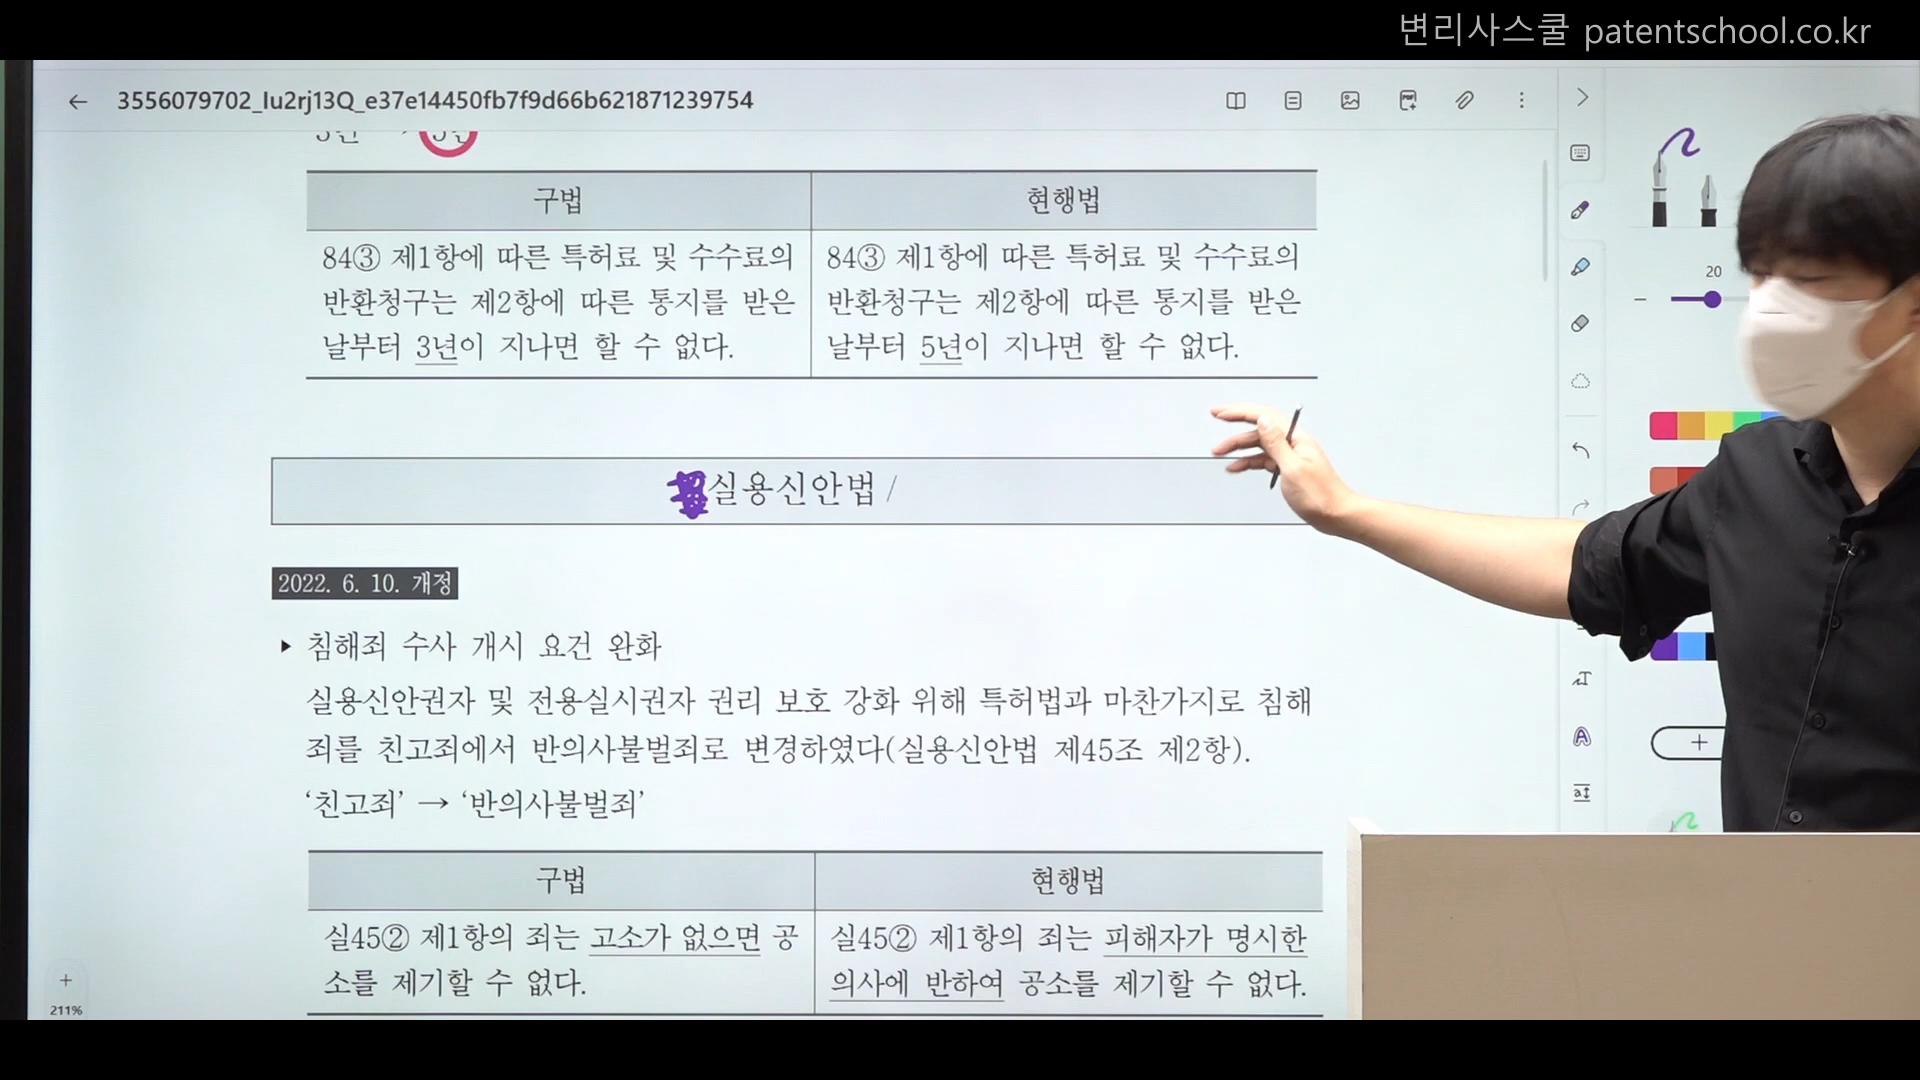 변리사스쿨 patentschool.co.kr
3556079702_Iu2rj13Q_e37e14450fb7f9d66b621871239754
구법
현행법
84③ 제1항에 따른 특허료 및 수수료의
반환청구는 제2항에 따른 통지를 받은
날부터 3년이 지나면 할 수 없다.
84③ 제1항에 따른 특허료 및 수수료의
반환청구는 제2항에 따른 통지를 받은
날부터 5년이 지나면 할 수 없다.
20
실용신안법 /
2022. 6. 10. 개정
▸ 침해죄 수사 개시 요건 완화
실용신안권자 및 전용실시권자 권리 보호 강화 위해 특허법과 마찬가지로 침해
죄를 친고죄에서 반의사불벌죄로 변경하였다(실용신안법 제45조 제2항).
‘친고죄’ → ‘반의사불벌죄’
구법
현행법
실45② 제1항의 죄는 고소가 없으면 공
소를 제기할 수 없다.
실45② 제1항의 죄는 피해자가 명시한
의사에 반하여 공소를 제기할 수 없다.
211%